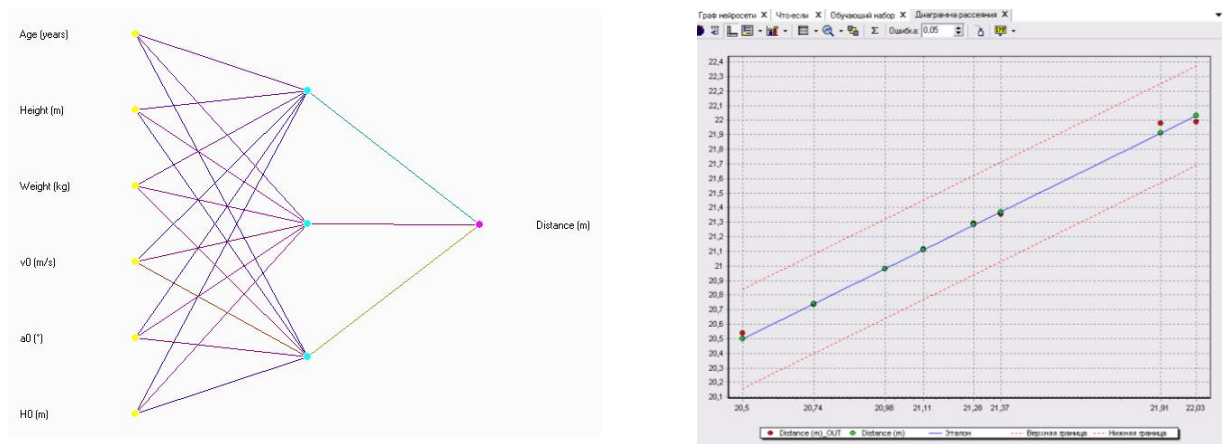 Age (years)
Height (m)
Weight (kg)
v0 (m/s)
a0 (°)
H0 (m)
Distance (m)
Граф нейросети X Что-если X Обучающий набор X Диаграмма рассеяния X
Σ Ошибка: 0,05
22,4
22,3
22,2
22,1
22
21,9
21,8
21,7
21,6
21,5
21,4
21,3
21,2
21,1
21
20,9
20,8
20,7
20,6
20,5
20,4
20,3
20,2
20,1
20,5 20,74 20,98 21,11 21,28 21,37 21,91 22,03
Distance (m)_OUT Distance (m) Эталон Верхняя граница Нижняя граница